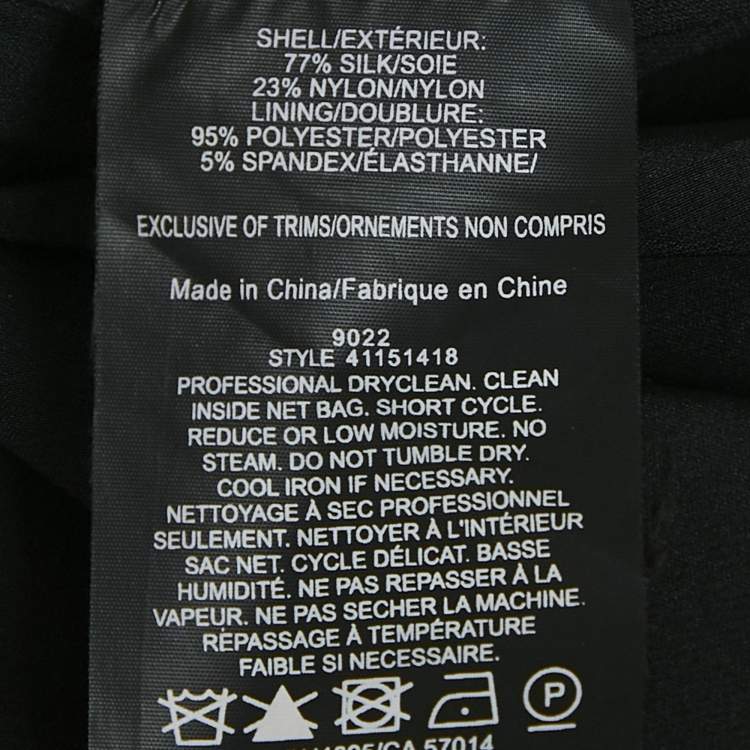 SHELL/EXTÉRIEUR:
77% SILK/SOIE
23% NYLON/NYLON
LINING/DOUBLURE:
95% POLYESTER/POLYESTER
5% SPANDEX/ÉLASTHANNE/
EXCLUSIVE OF TRIMS/ORNEMENTS NON COMPRIS
Made in China/Fabrique en Chine
9022
STYLE 41151418
PROFESSIONAL DRYCLEAN. CLEAN
INSIDE NET BAG. SHORT CYCLE.
REDUCE OR LOW MOISTURE. NO
STEAM. DO NOT TUMBLE DRY.
COOL IRON IF NECESSARY.
NETTOYAGE À SEC PROFESSIONNEL
SEULEMENT. NETTOYER À L'INTÉRIEUR
SAC NET. CYCLE DÉLICAT. BASSE
HUMIDITÉ. NE PAS REPASSER À LA
VAPEUR. NE PAS SECHER LA MACHINE.
RÉPASSAGE À TEMPÉRATURE
FAIBLE SI NECESSAIRE.
P
57014